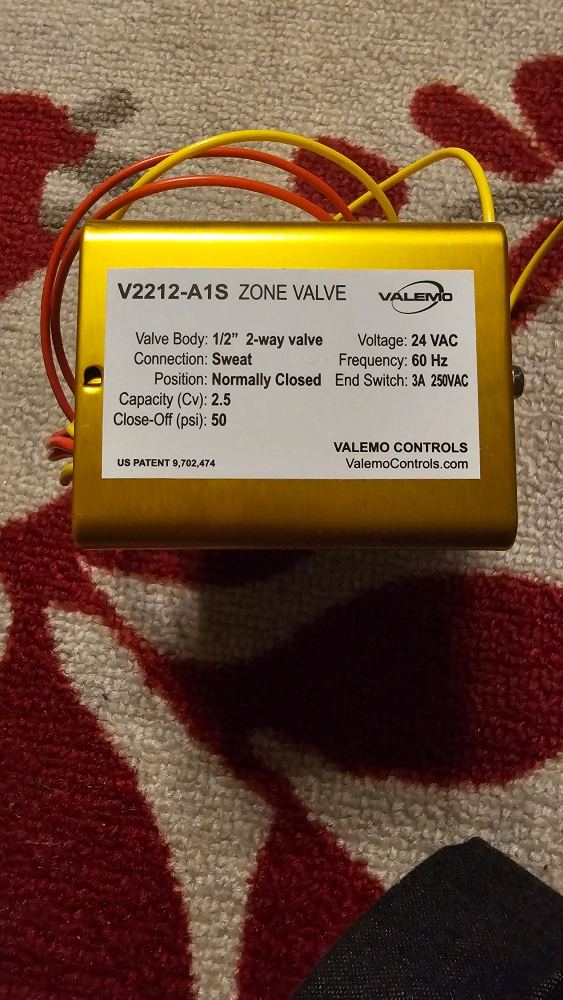 V2212-A1S ZONE VALVE
VALEMO
Valve Body: 1/2” 2-way valve
Connection: Sweat
Position: Normally Closed
Capacity (Cv): 2.5
Close-Off (psi): 50
Voltage: 24 VAC
Frequency: 60 Hz
End Switch: 3A 250VAC
US PATENT 9,702,474
VALEMO CONTROLS
ValemoControls.com